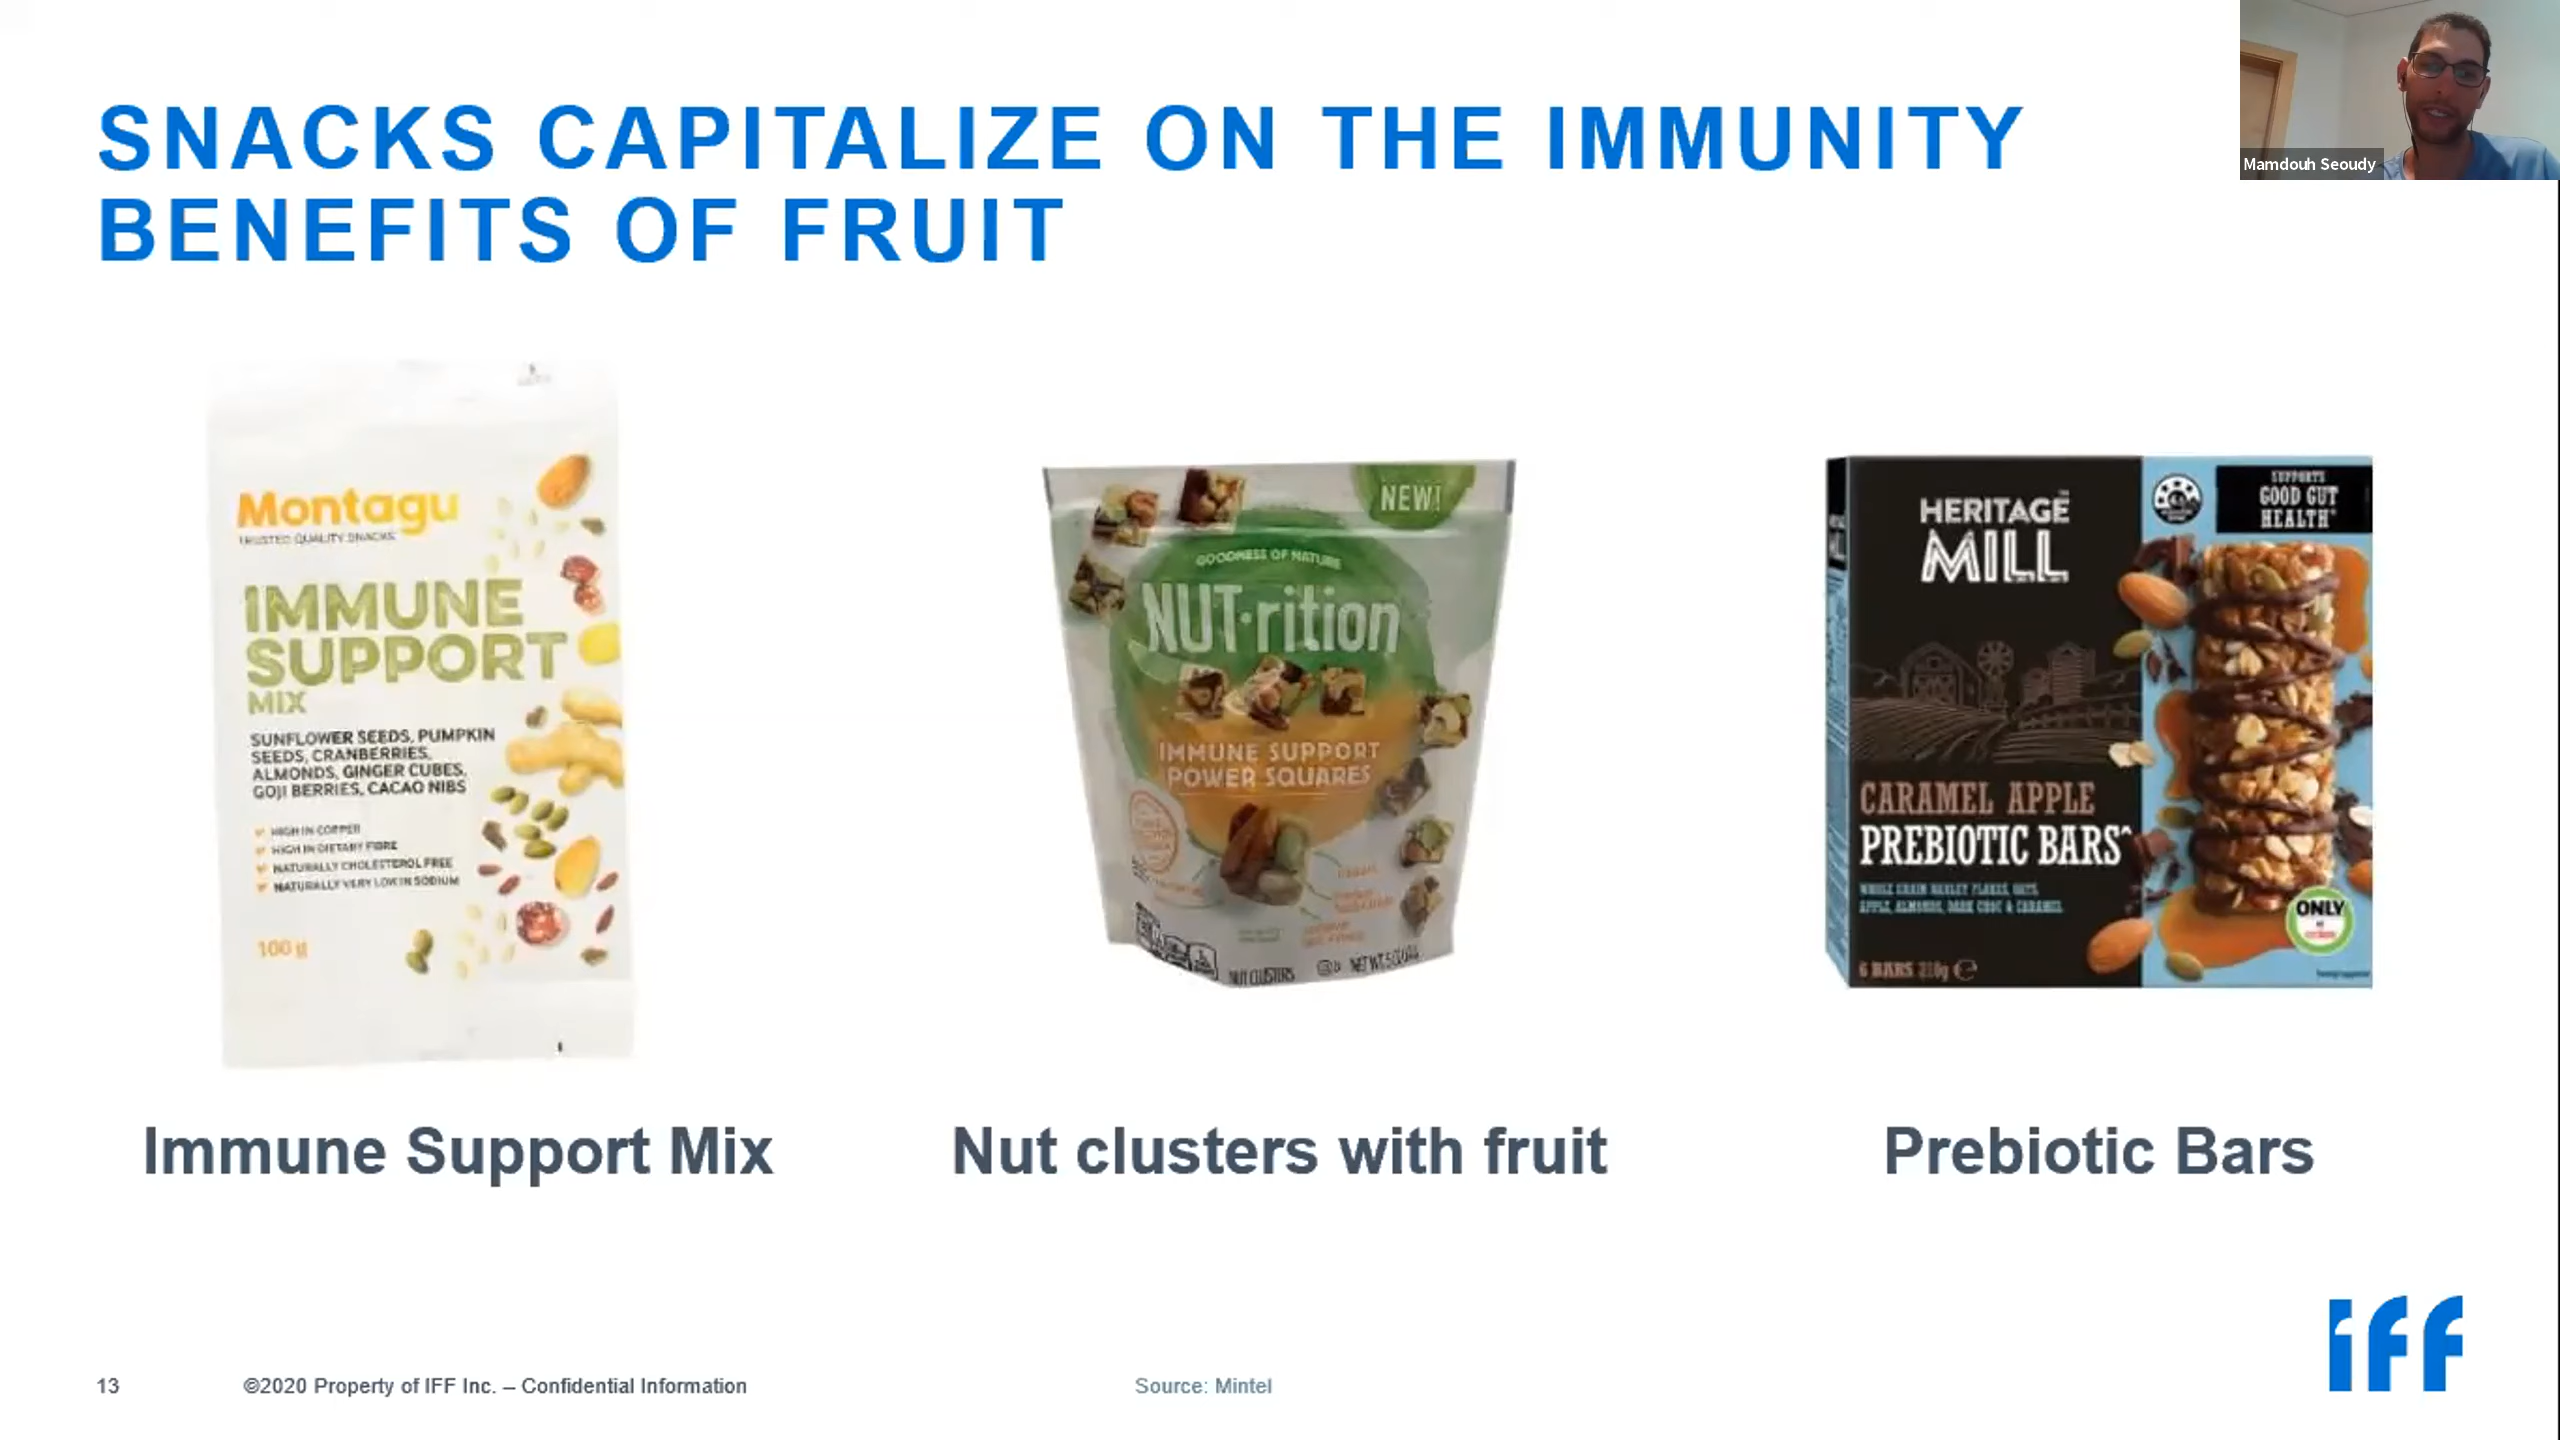 SNACKS CAPITALIZE ON THE IMMUNITY
BENEFITS OF FRUIT
Mamdouh Seoudy
Montagu
TRUSTED QUALITY SNACKS
IMMUNE
SUPPORT
MIX
SUNFLOWER SEEDS, PUMPKIN
SEEDS, CRANBERRIES,
ALMONDS, GINGER CUBES,
GOJI BERRIES, CACAO NIBS
HIGH IN COPPER
HIGH IN DIETARY FIBRE
NATURALLY CHOLESTEROL FREE
NATURALLY VERY LOW IN SODIUM
100 g
NEW!
GOODNESS OF NATURE
NUT·rition
IMMUNE SUPPORT
POWER SQUARES
NUT CLUSTERS
NET WT.
HERITAGE
MILL
SUPPORTS
GOOD GUT
HEALTH*
CARAMEL APPLE
PREBIOTIC BARS^
WHOLE GRAIN BARLEY FLAKES, OATS,
APPLE, ALMONDS, DARK CHOC & CARAMEL
6 BARS 210g
ONLY
Immune Support Mix
Nut clusters with fruit
Prebiotic Bars
13
©2020 Property of IFF Inc. – Confidential Information
Source: Mintel
iff